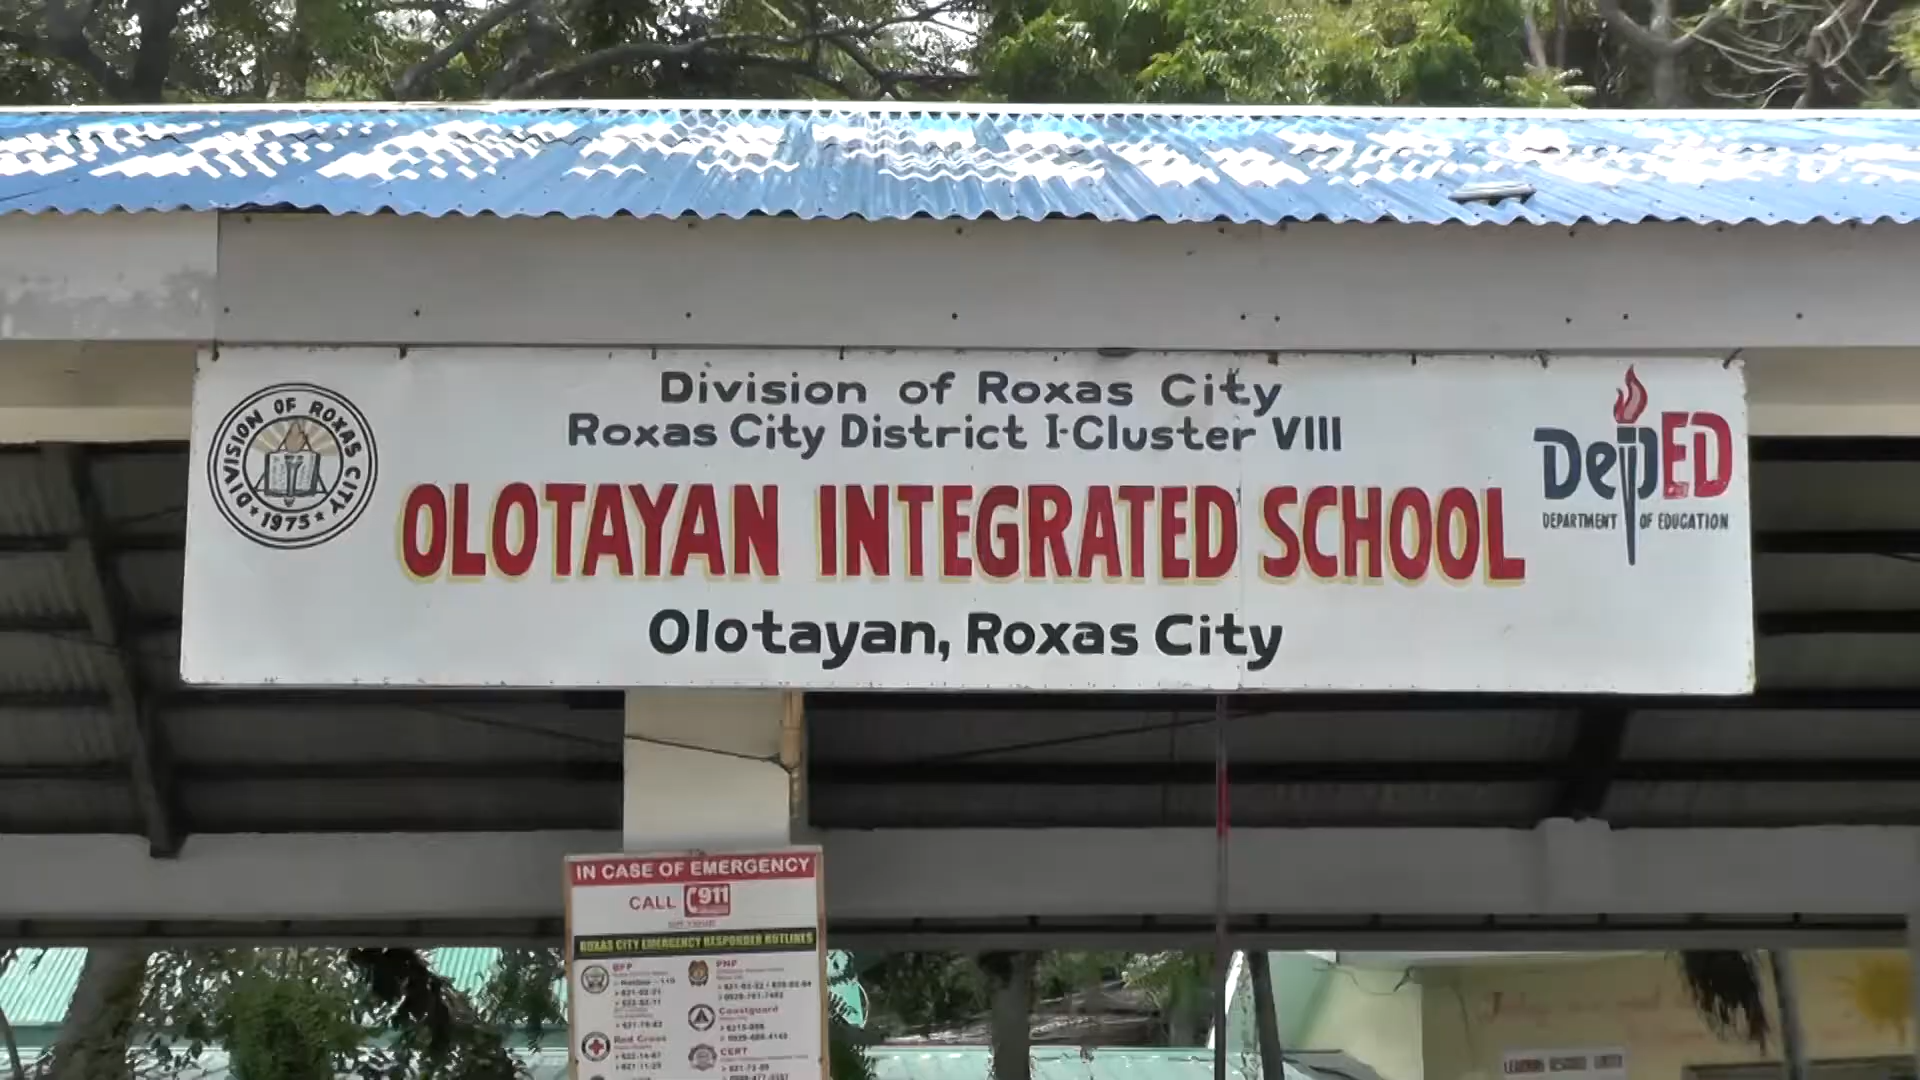 Division of Roxas City
Roxas City District I-Cluster VIII
OLOTAYAN INTEGRATED SCHOOL
Olotayan, Roxas City
DIVISION OF ROXAS CITY
★ 1975 ★
DepED
DEPARTMENT OF EDUCATION
IN CASE OF EMERGENCY
CALL 911
ROXAS CITY EMERGENCY RESPONDER HOTLINES
BFP
PNP
Coastguard
Red Cross
CERT